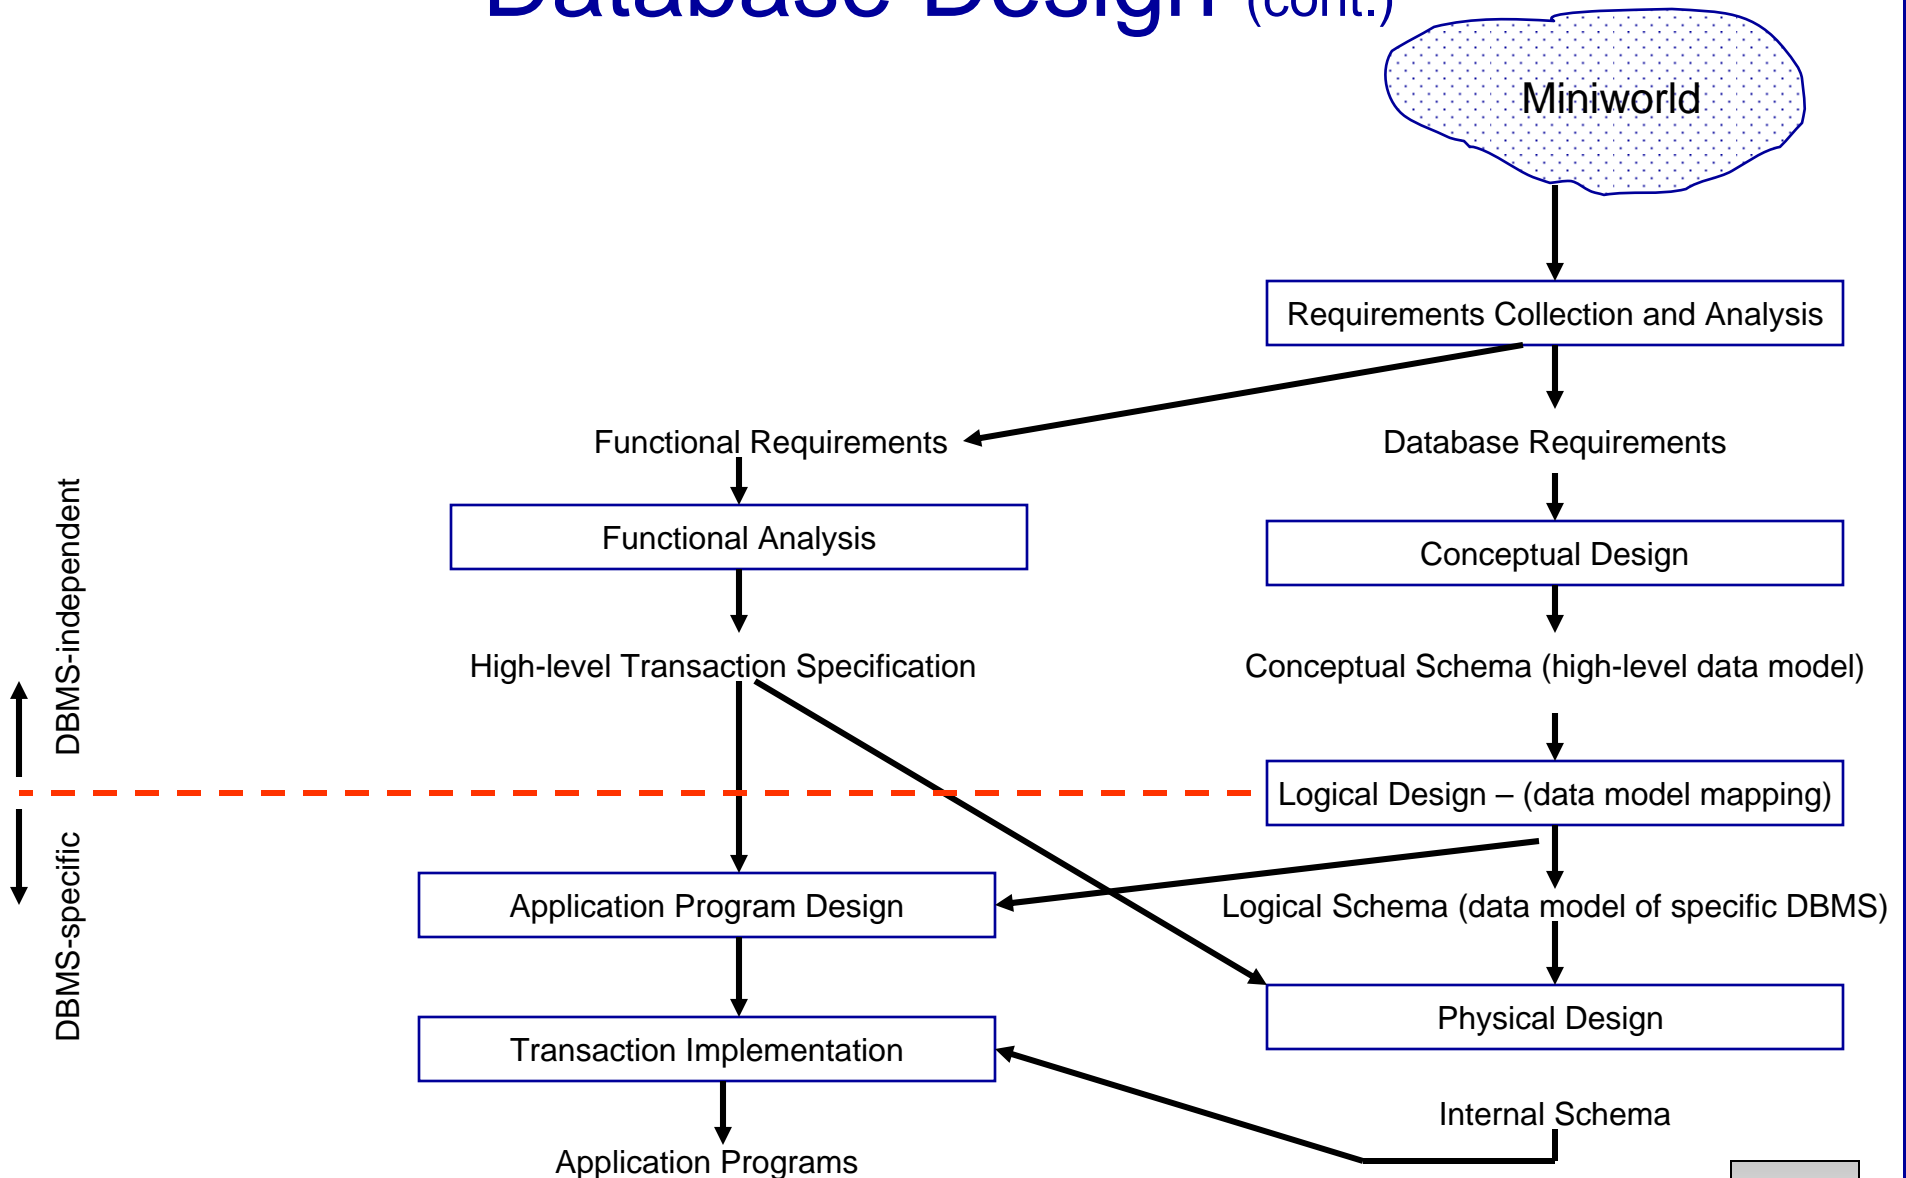 Database Design (cont.)
Miniworld
Requirements Collection and Analysis
Functional Requirements
Database Requirements
Functional Analysis
Conceptual Design
High-level Transaction Specification
Conceptual Schema (high-level data model)
DBMS-independent
Logical Design – (data model mapping)
DBMS-specific
Application Program Design
Logical Schema (data model of specific DBMS)
Physical Design
Transaction Implementation
Internal Schema
Application Programs